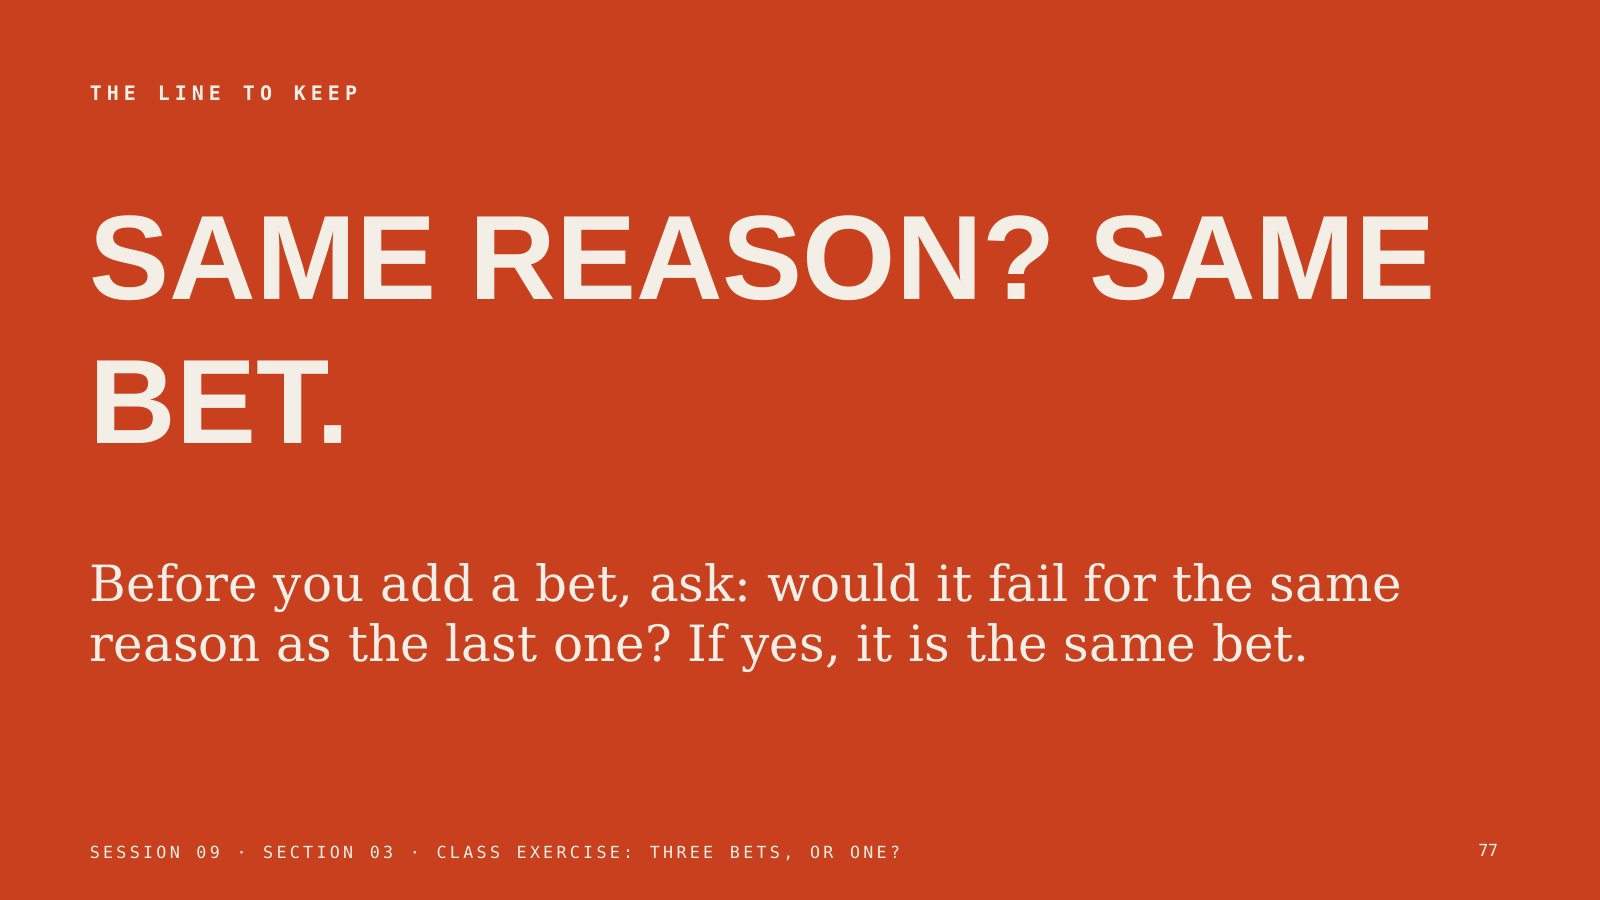 THE LINE TO KEEP
SAME REASON? SAME
BET.
Before you add a bet, ask: would it fail for the same
reason as the last one? If yes, it is the same bet.
SESSION 09 · SECTION 03 · CLASS EXERCISE: THREE BETS, OR ONE?
77